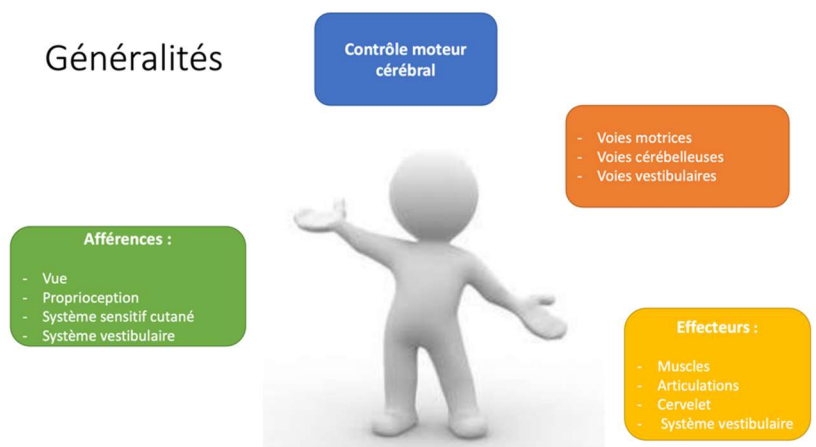 Généralités
Contrôle moteur
cérébral
- Voies motrices
- Voies cérébelleuses
- Voies vestibulaires
Afférences :
- Vue
- Proprioception
- Système sensitif cutané
- Système vestibulaire
Effecteurs :
- Muscles
- Articulations
- Cervelet
- Système vestibulaire